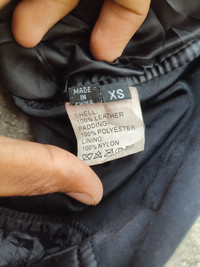 MADE
IN
CHINA
XS
SHELL:
100% LEATHER
PADDING:
100% POLYESTER
LINING:
100% NYLON